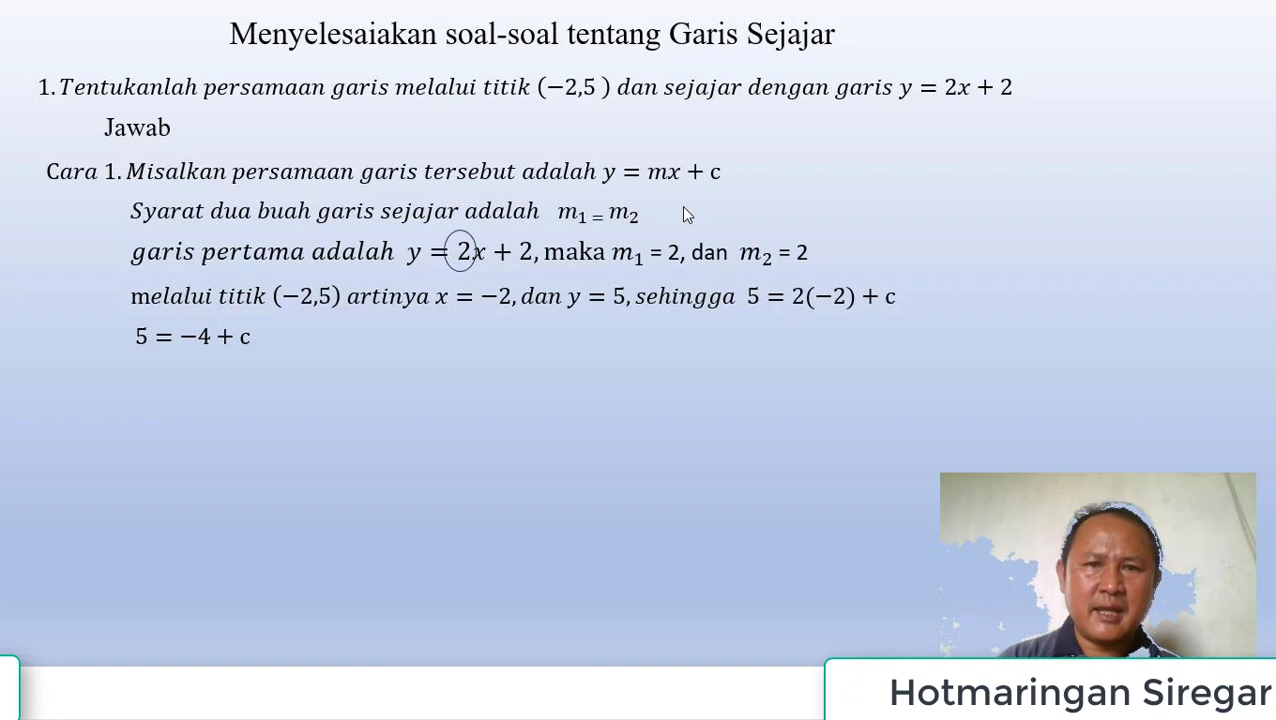 Menyelesaiakan soal-soal tentang Garis Sejajar
1. Tentukanlah persamaan garis melalui titik (−2,5 ) dan sejajar dengan garis y = 2x + 2
Jawab
Cara 1. Misalkan persamaan garis tersebut adalah y = mx + c
Syarat dua buah garis sejajar adalah m₁ ₌ m₂
garis pertama adalah y = 2x + 2, maka m₁ = 2, dan m₂ = 2
melalui titik (−2,5) artinya x = −2, dan y = 5, sehingga 5 = 2(−2) + c
5 = −4 + c
Hotmaringan Siregar